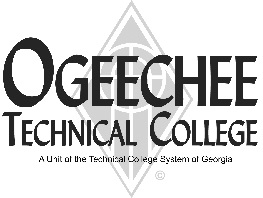 OGEECHEE
TECHNICAL COLLEGE
A Unit of the Technical College System of Georgia
©